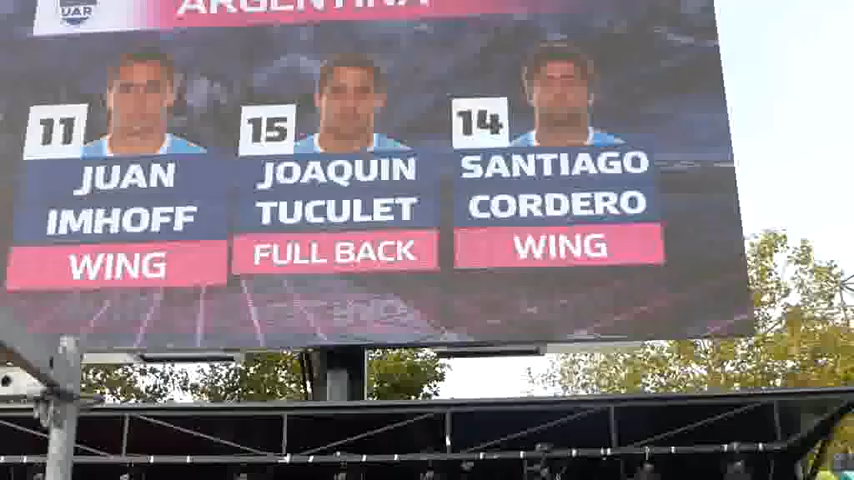 UAR
ARGENTINA
11
JUAN
IMHOFF
WING
15
JOAQUIN
TUCULET
FULL BACK
14
SANTIAGO
CORDERO
WING